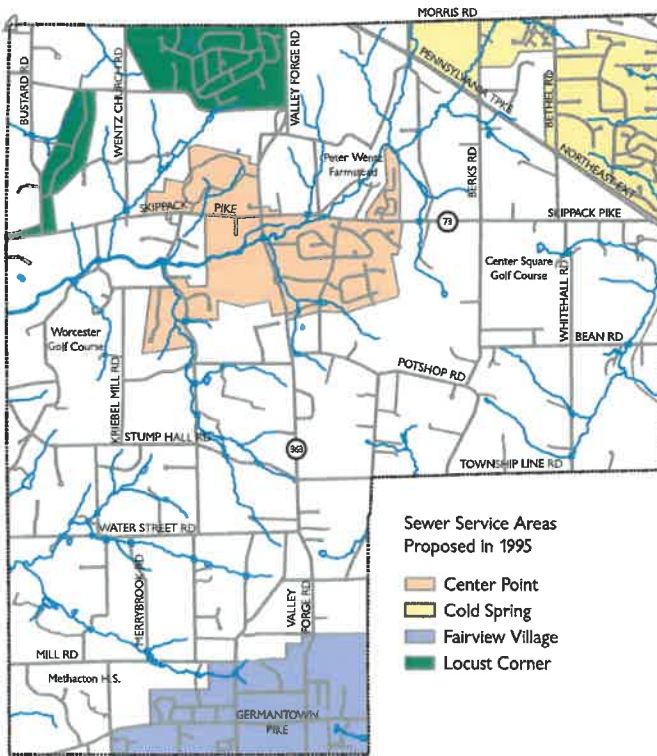 MORRIS RD
BUSTARD RD
WENTZ CHURCH RD
VALLEY FORGE RD
PENNSYLVANIA TPKE
BETHEL RD
NORTHEAST EXT
Peter Wentz
Farmstead
BERKS RD
SKIPPACK
PIKE
73
SKIPPACK PIKE
Center Square
Golf Course
WHITEHALL RD
BEAN RD
Worcester
Golf Course
KRIEBEL MILL RD
POTSHOP RD
STUMP HALL RD
363
TOWNSHIP LINE RD
WATER STREET RD
MERRYBROOK RD
VALLEY
FORGE RD
MILL RD
Methacton H.S.
GERMANTOWN
PIKE
Sewer Service Areas
Proposed in 1995
Center Point
Cold Spring
Fairview Village
Locust Corner